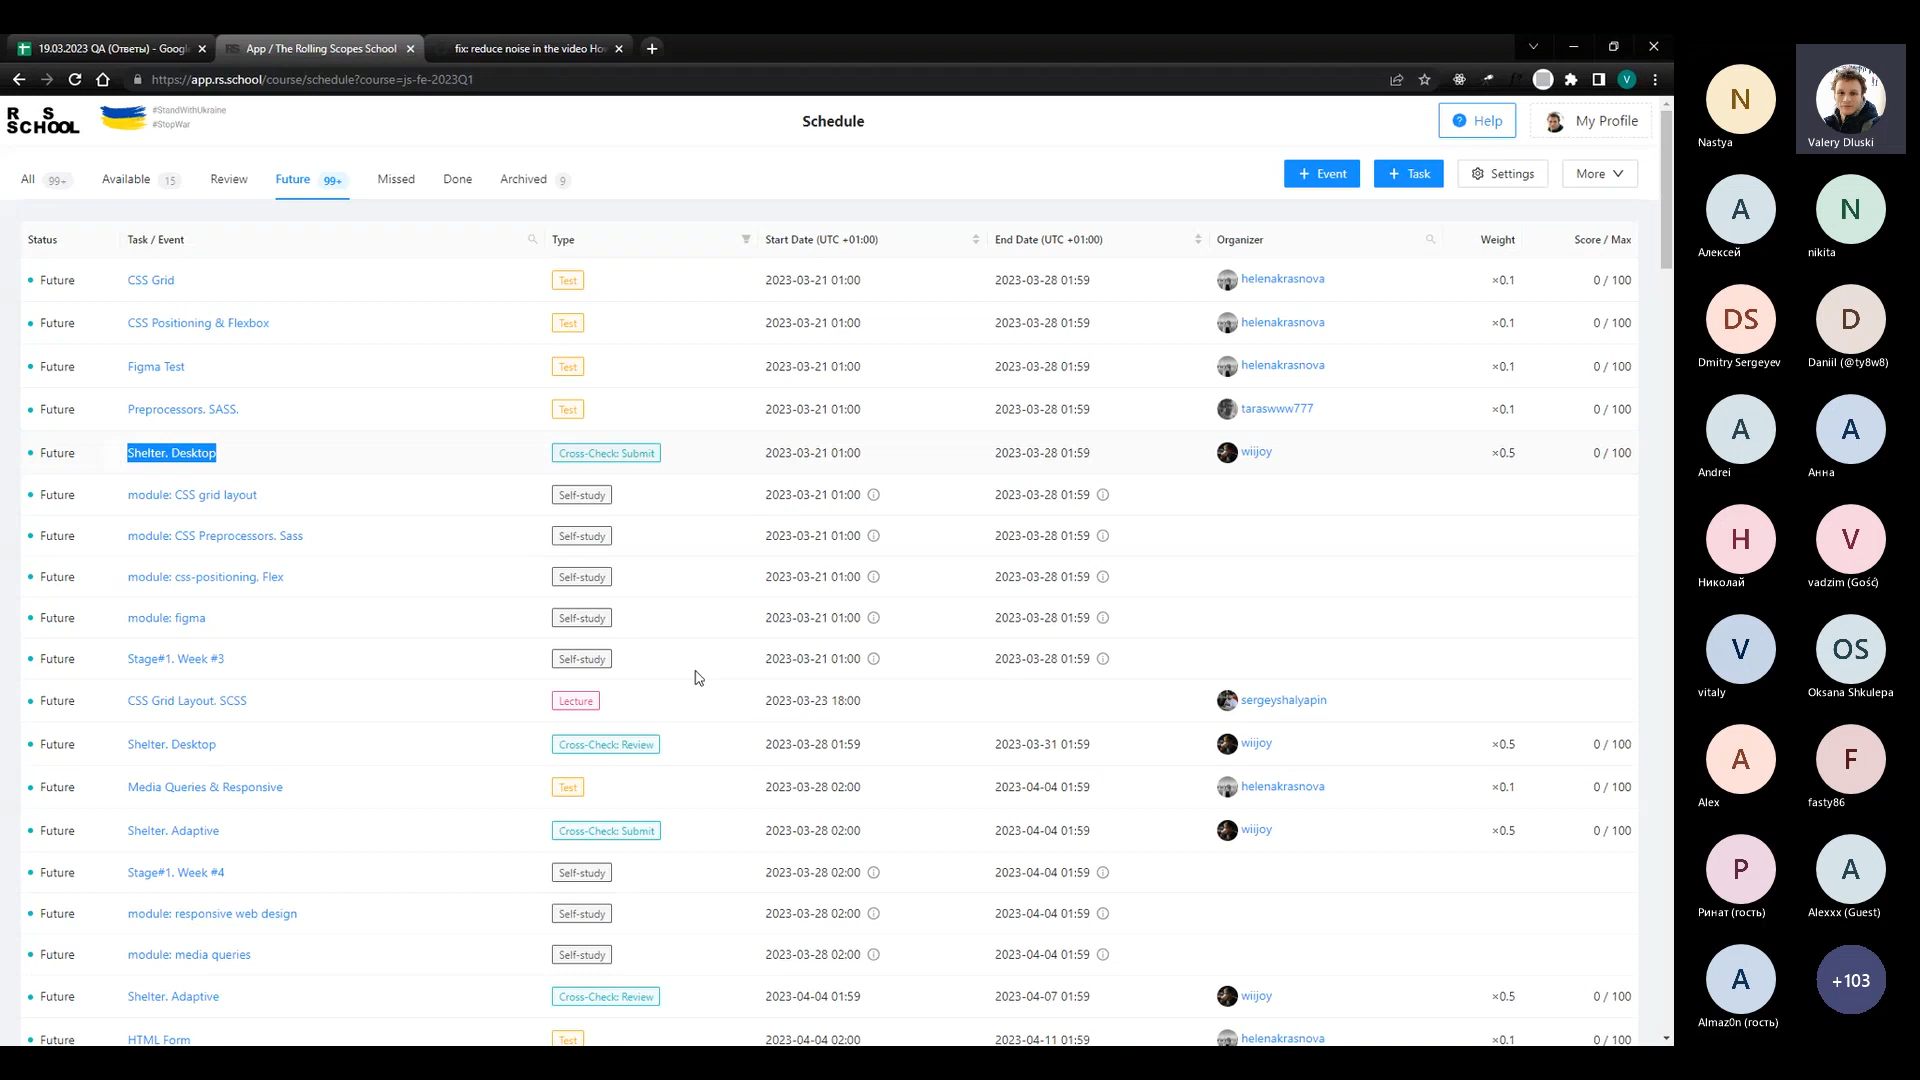 19.03.2023 QA (Ответы) - Googl
App / The Rolling Scopes School
fix: reduce noise in the video Ho
https://app.rs.school/course/schedule?course=js-fe-2023Q1
V
R S
SCHOOL
#StandWithUkraine
#StopWar
Schedule
Help
My Profile
All 99+
Available 15
Review
Future 99+
Missed
Done
Archived 9
+ Event
+ Task
Settings
More
Status Task / Event Type Start Date (UTC +01:00) End Date (UTC +01:00) Organizer Weight Score / Max
Future CSS Grid Test 2023-03-21 01:00 2023-03-28 01:59 helenakrasnova ×0.1 0 / 100
Future CSS Positioning & Flexbox Test 2023-03-21 01:00 2023-03-28 01:59 helenakrasnova ×0.1 0 / 100
Future Figma Test Test 2023-03-21 01:00 2023-03-28 01:59 helenakrasnova ×0.1 0 / 100
Future Preprocessors. SASS. Test 2023-03-21 01:00 2023-03-28 01:59 taraswww777 ×0.1 0 / 100
Future Shelter. Desktop Cross-Check: Submit 2023-03-21 01:00 2023-03-28 01:59 wiijoy ×0.5 0 / 100
Future module: CSS grid layout Self-study 2023-03-21 01:00 2023-03-28 01:59
Future module: CSS Preprocessors. Sass Self-study 2023-03-21 01:00 2023-03-28 01:59
Future module: css-positioning. Flex Self-study 2023-03-21 01:00 2023-03-28 01:59
Future module: figma Self-study 2023-03-21 01:00 2023-03-28 01:59
Future Stage#1. Week #3 Self-study 2023-03-21 01:00 2023-03-28 01:59
Future CSS Grid Layout. SCSS Lecture 2023-03-23 18:00 sergeyshalyapin
Future Shelter. Desktop Cross-Check: Review 2023-03-28 01:59 2023-03-31 01:59 wiijoy ×0.5 0 / 100
Future Media Queries & Responsive Test 2023-03-28 02:00 2023-04-04 01:59 helenakrasnova ×0.1 0 / 100
Future Shelter. Adaptive Cross-Check: Submit 2023-03-28 02:00 2023-04-04 01:59 wiijoy ×0.5 0 / 100
Future Stage#1. Week #4 Self-study 2023-03-28 02:00 2023-04-04 01:59
Future module: responsive web design Self-study 2023-03-28 02:00 2023-04-04 01:59
Future module: media queries Self-study 2023-03-28 02:00 2023-04-04 01:59
Future Shelter. Adaptive Cross-Check: Review 2023-04-04 01:59 2023-04-07 01:59 wiijoy ×0.5 0 / 100
Future HTML Form Test 2023-04-04 02:00 2023-04-11 01:59 helenakrasnova ×0.1 0 / 100
N
Nastya
Valery Dluski
A
Алексей
N
nikita
DS
Dmitry Sergeyev
D
Daniil (@ty8w8)
A
Andrei
A
Анна
H
Николай
V
vadzim (Gość)
V
vitaly
OS
Oksana Shkulepa
A
Alex
F
fasty86
P
Ринат (гость)
A
Alexxx (Guest)
A
Almaz0n (гость)
+103